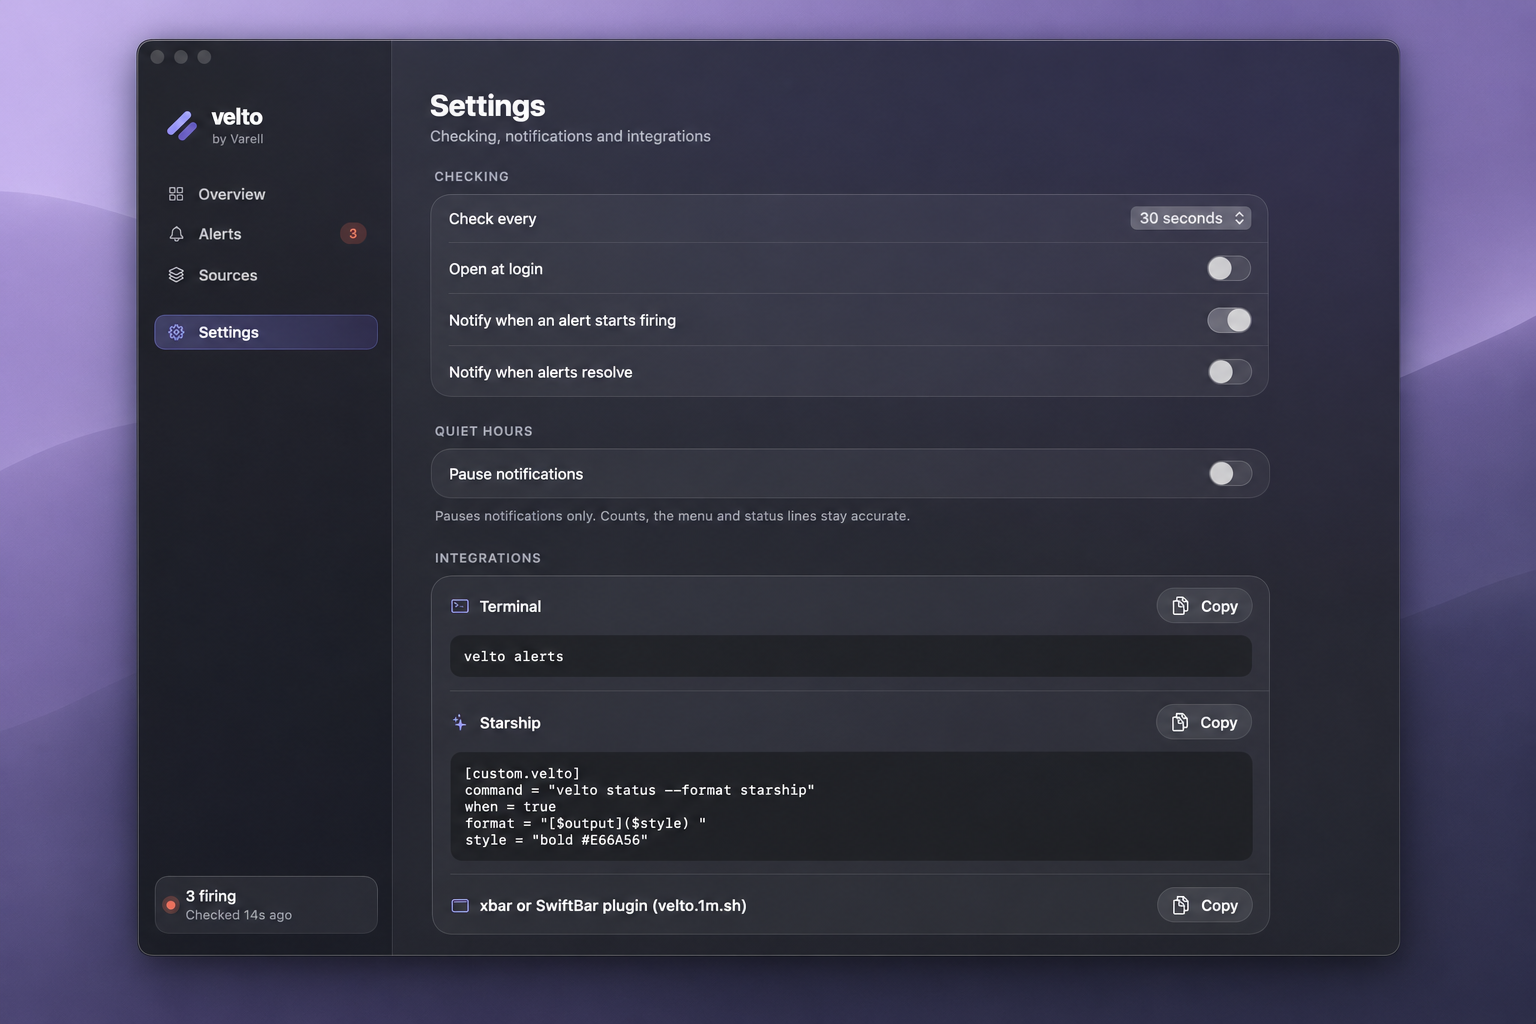 velto
by Varell
Overview
Alerts
3
Sources
Settings
3 firing
Checked 14s ago
Settings
Checking, notifications and integrations
CHECKING
Check every
30 seconds
Open at login
Notify when an alert starts firing
Notify when alerts resolve
QUIET HOURS
Pause notifications
Pauses notifications only. Counts, the menu and status lines stay accurate.
INTEGRATIONS
Terminal
Copy
velto alerts
Starship
Copy
[custom.velto]
command = "velto status --format starship"
when = true
format = "[$output]($style) "
style = "bold #E66A56"
xbar or SwiftBar plugin (velto.1m.sh)
Copy